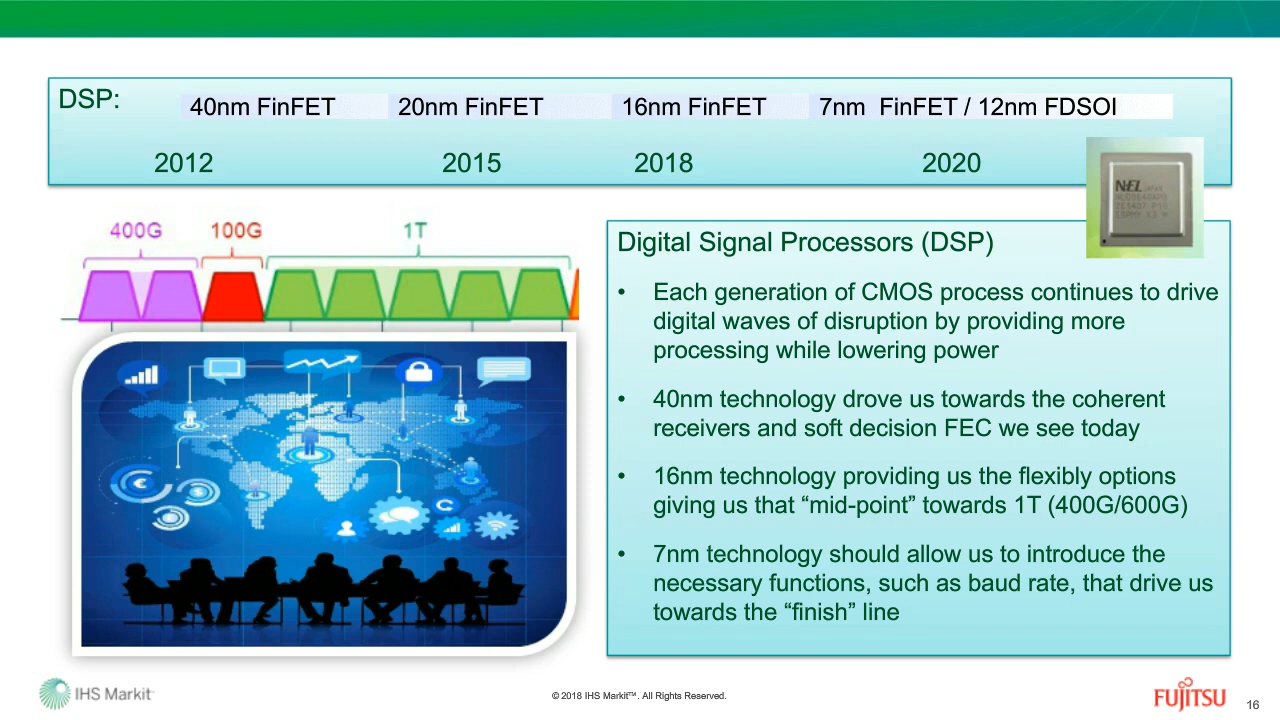 DSP:
40nm FinFET
20nm FinFET
16nm FinFET
7nm FinFET / 12nm FDSOI
2012
2015
2018
2020
NEL
400G
100G
1T
Digital Signal Processors (DSP)
• Each generation of CMOS process continues to drive
digital waves of disruption by providing more
processing while lowering power
• 40nm technology drove us towards the coherent
receivers and soft decision FEC we see today
• 16nm technology providing us the flexibly options
giving us that “mid-point” towards 1T (400G/600G)
• 7nm technology should allow us to introduce the
necessary functions, such as baud rate, that drive us
towards the “finish” line
IHS Markit
© 2018 IHS Markit™. All Rights Reserved.
FUJITSU
16